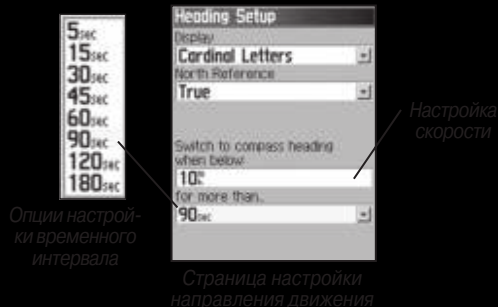 5sec
15sec
30sec
45sec
60sec
90sec
120sec
180sec
Опции настрой-
ки временного
интервала
Heading Setup
Display
Cardinal Letters
North Reference
True
Switch to compass heading
when below
10
for more than..
90sec
Настройка
скорости
Страница настройки
направления движения